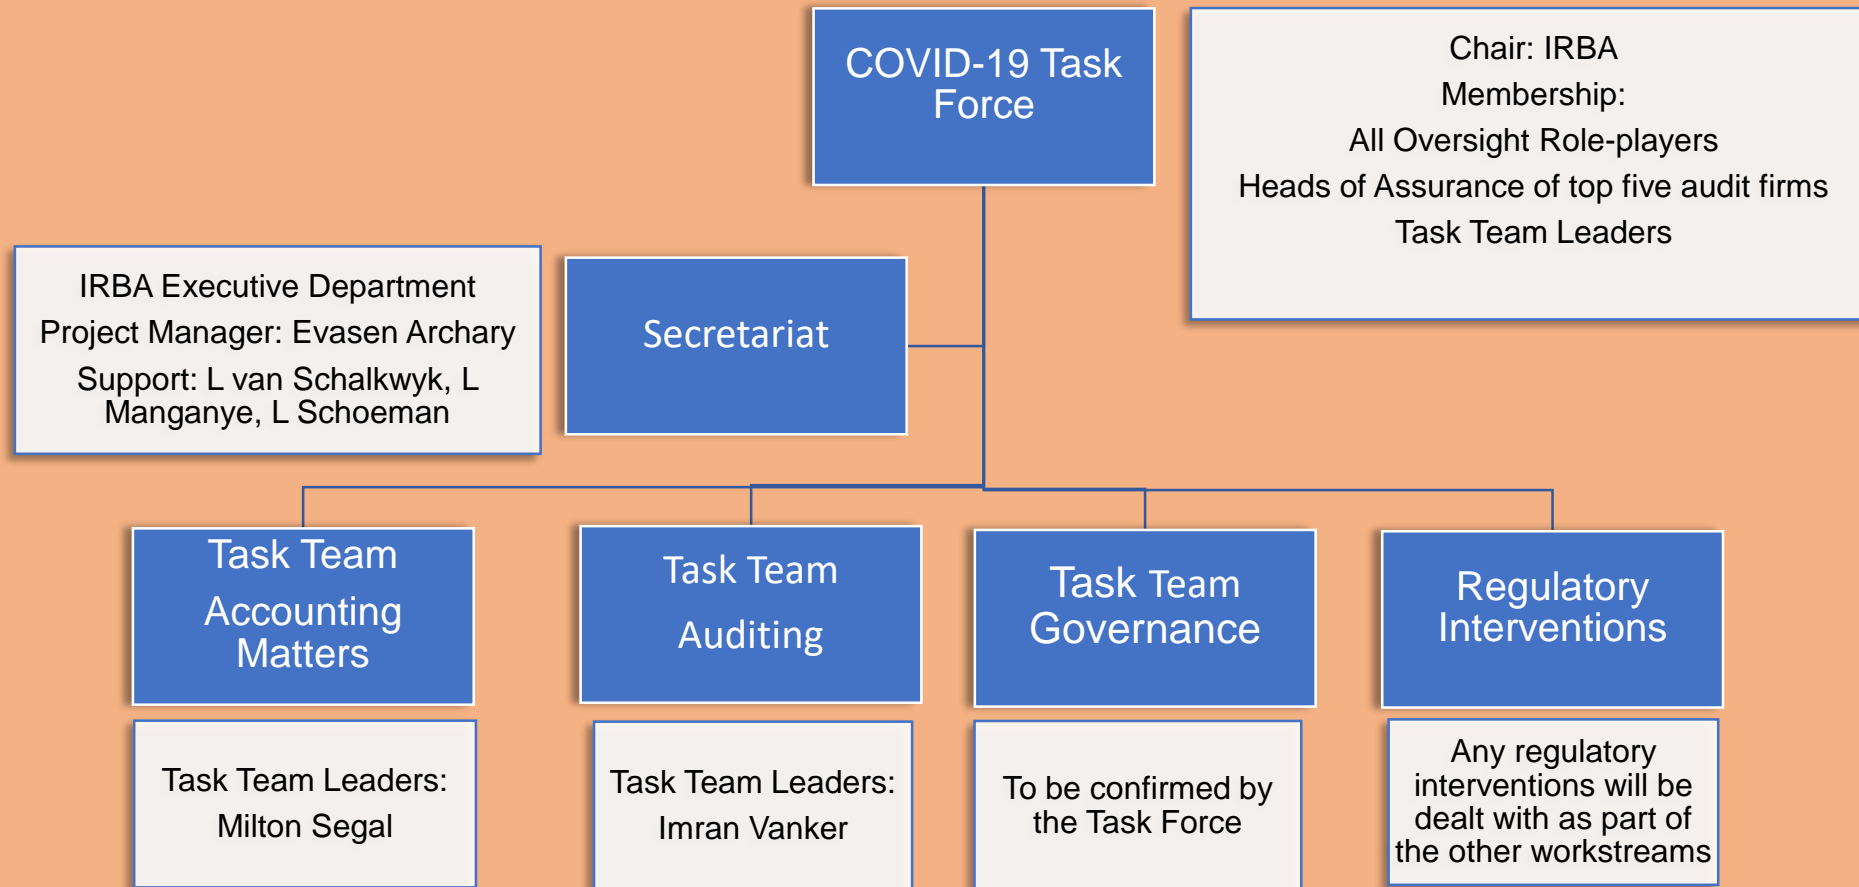 COVID-19 Task
Force
Chair: IRBA
Membership:
All Oversight Role-players
Heads of Assurance of top five audit firms
Task Team Leaders
IRBA Executive Department
Project Manager: Evasen Archary
Support: L van Schalkwyk, L
Manganye, L Schoeman
Secretariat
Task Team
Accounting
Matters
Task Team
Auditing
Task Team
Governance
Regulatory
Interventions
Task Team Leaders:
Milton Segal
Task Team Leaders:
Imran Vanker
To be confirmed by
the Task Force
Any regulatory
interventions will be
dealt with as part of
the other workstreams